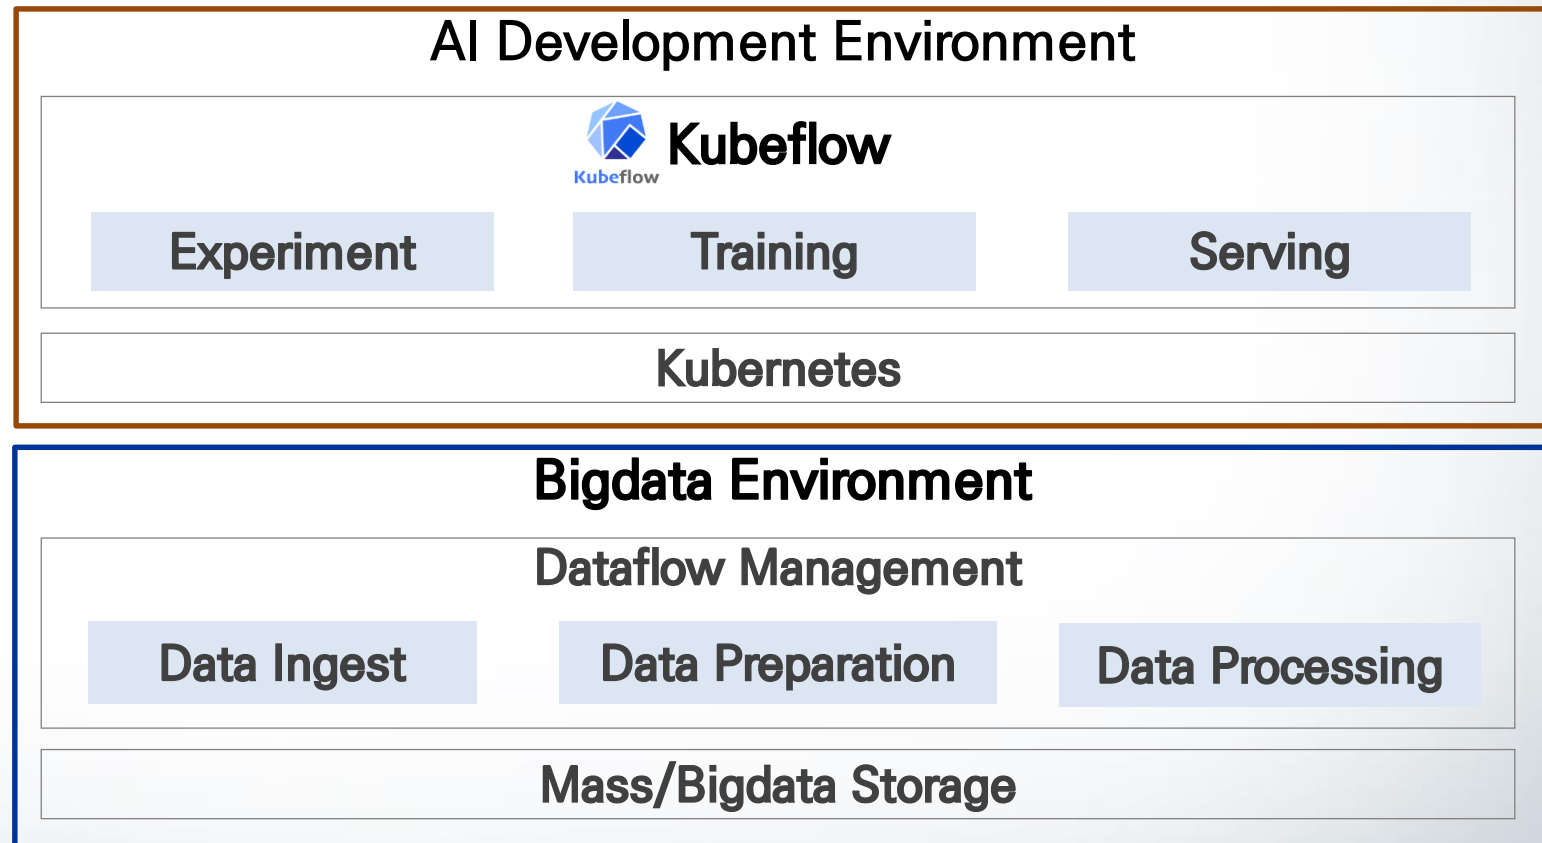 AI Development Environment
Kubeflow
Kubeflow
Experiment
Training
Serving
Kubernetes
Bigdata Environment
Dataflow Management
Data Ingest
Data Preparation
Data Processing
Mass/Bigdata Storage